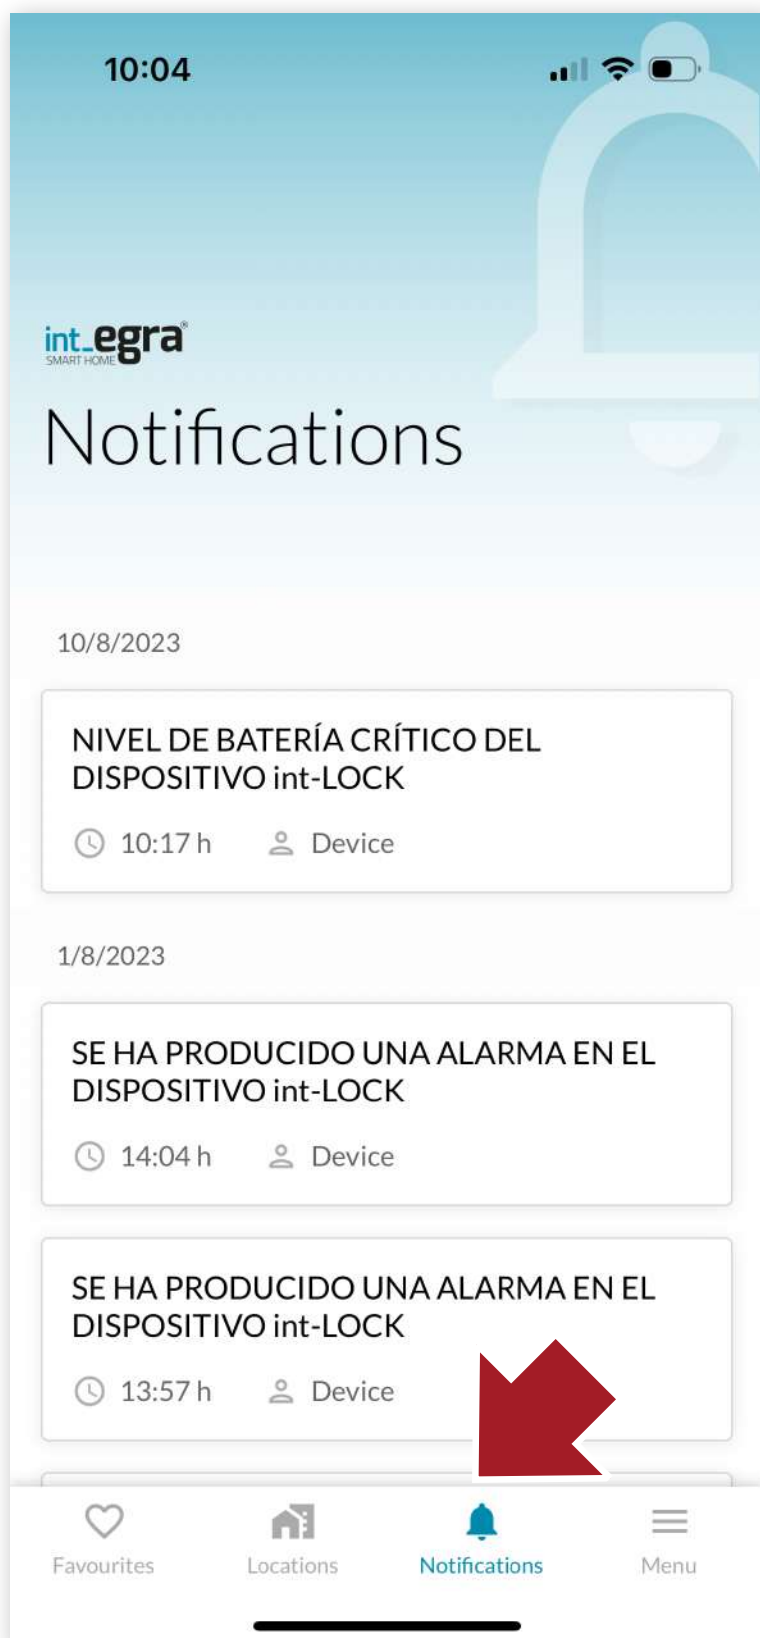 10:04
int_egra®
SMART HOME
Notifications
10/8/2023
NIVEL DE BATERÍA CRÍTICO DEL
DISPOSITIVO int-LOCK
10:17 h Device
1/8/2023
SE HA PRODUCIDO UNA ALARMA EN EL
DISPOSITIVO int-LOCK
14:04 h Device
SE HA PRODUCIDO UNA ALARMA EN EL
DISPOSITIVO int-LOCK
13:57 h Device
Favourites Locations Notifications Menu